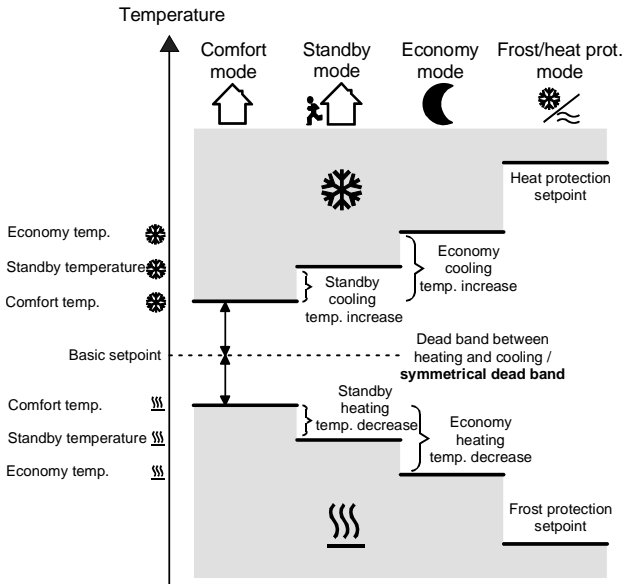 Temperature
Comfort
mode
Standby
mode
Economy
mode
Frost/heat prot.
mode
Heat protection
setpoint
Economy temp.
Standby temperature
Comfort temp.
Economy
cooling
temp. increase
Standby
cooling
temp. increase
Basic setpoint
Dead band between
heating and cooling /
symmetrical dead band
Comfort temp.
Standby temperature
Economy temp.
Standby
heating
temp. decrease
Economy
heating
temp. decrease
Frost protection
setpoint